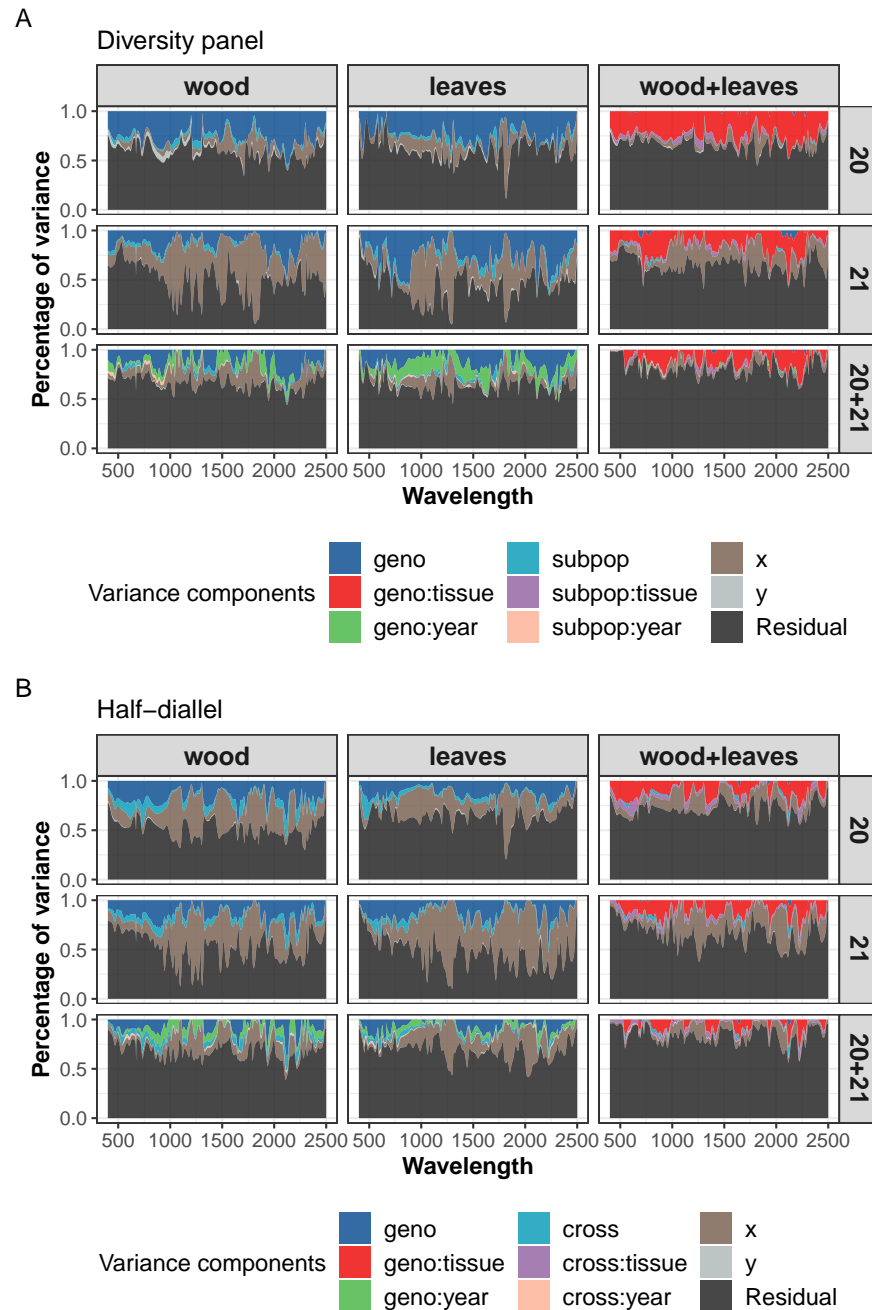 A
Diversity panel
wood leaves wood+leaves
1.0
0.5
0.0
20
1.0
0.5
0.0
21
1.0
0.5
0.0
20+21
Percentage of variance
500 1000 1500 2000 2500 500 1000 1500 2000 2500 500 1000 1500 2000 2500
Wavelength
Variance components
geno subpop x
geno:tissue subpop:tissue y
geno:year subpop:year Residual
B
Half−diallel
wood leaves wood+leaves
1.0
0.5
0.0
20
1.0
0.5
0.0
21
1.0
0.5
0.0
20+21
Percentage of variance
500 1000 1500 2000 2500 500 1000 1500 2000 2500 500 1000 1500 2000 2500
Wavelength
Variance components
geno cross x
geno:tissue cross:tissue y
geno:year cross:year Residual